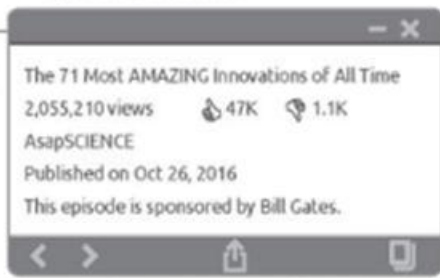 The 71 Most AMAZING Innovations of All Time
2,055,210 views 47K 1.1K
AsapSCIENCE
Published on Oct 26, 2016
This episode is sponsored by Bill Gates.